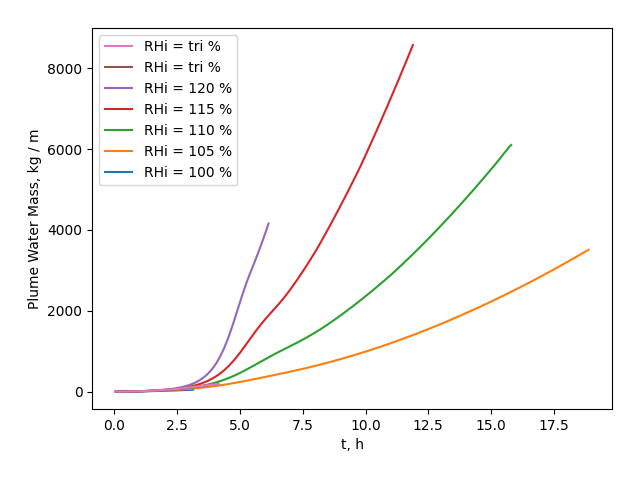 RHi = tri %
RHi = tri %
RHi = 120 %
RHi = 115 %
RHi = 110 %
RHi = 105 %
RHi = 100 %
Plume Water Mass, kg / m
8000
6000
4000
2000
0
0.0 2.5 5.0 7.5 10.0 12.5 15.0 17.5
t, h